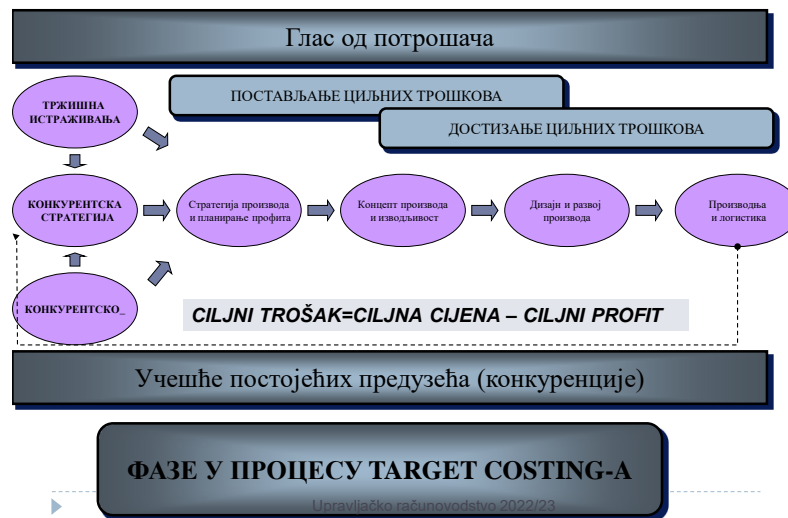 Глас од потрошача
ТРЖИШНА
ИСТРАЖИВАЊА
ПОСТАВЉАЊЕ ЦИЉНИХ ТРОШКОВА
ДОСТИЗАЊЕ ЦИЉНИХ ТРОШКОВА
КОНКУРЕНТСКА
СТРАТЕГИЈА
Стратегија производа
и планирање профита
Концепт производа
и изводљивост
Дизајн и развој
производа
Производња
и логистика
КОНКУРЕНТСКО_
CILJNI TROŠAK=CILJNA CIJENA – CILJNI PROFIT
Учешће постојећих предузећа (конкуренције)
ФАЗЕ У ПРОЦЕСУ TARGET COSTING-А
Upravljačko računovodstvo 2022/23